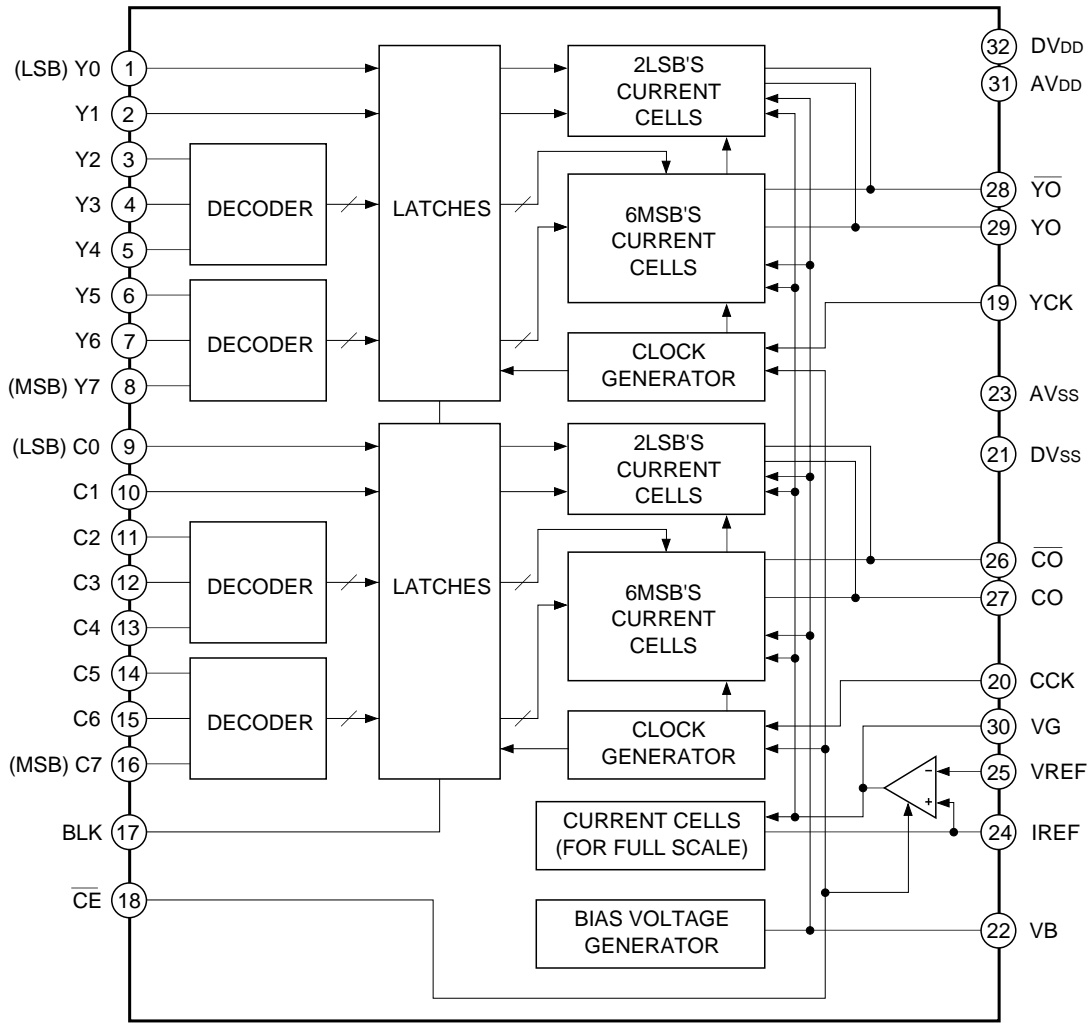 (LSB) Y0 1
Y1 2
Y2 3
Y3 4
Y4 5
Y5 6
Y6 7
(MSB) Y7 8
(LSB) C0 9
C1 10
C2 11
C3 12
C4 13
C5 14
C6 15
(MSB) C7 16
BLK 17
C̅E̅ 18
DECODER
DECODER
DECODER
DECODER
LATCHES
LATCHES
2LSB'S
CURRENT
CELLS
6MSB'S
CURRENT
CELLS
CLOCK
GENERATOR
2LSB'S
CURRENT
CELLS
6MSB'S
CURRENT
CELLS
CLOCK
GENERATOR
CURRENT CELLS
(FOR FULL SCALE)
BIAS VOLTAGE
GENERATOR
-
+
32 DVDD
31 AVDD
28 Y̅O̅
29 YO
19 YCK
23 AVSS
21 DVSS
26 C̅O̅
27 CO
20 CCK
30 VG
25 VREF
24 IREF
22 VB